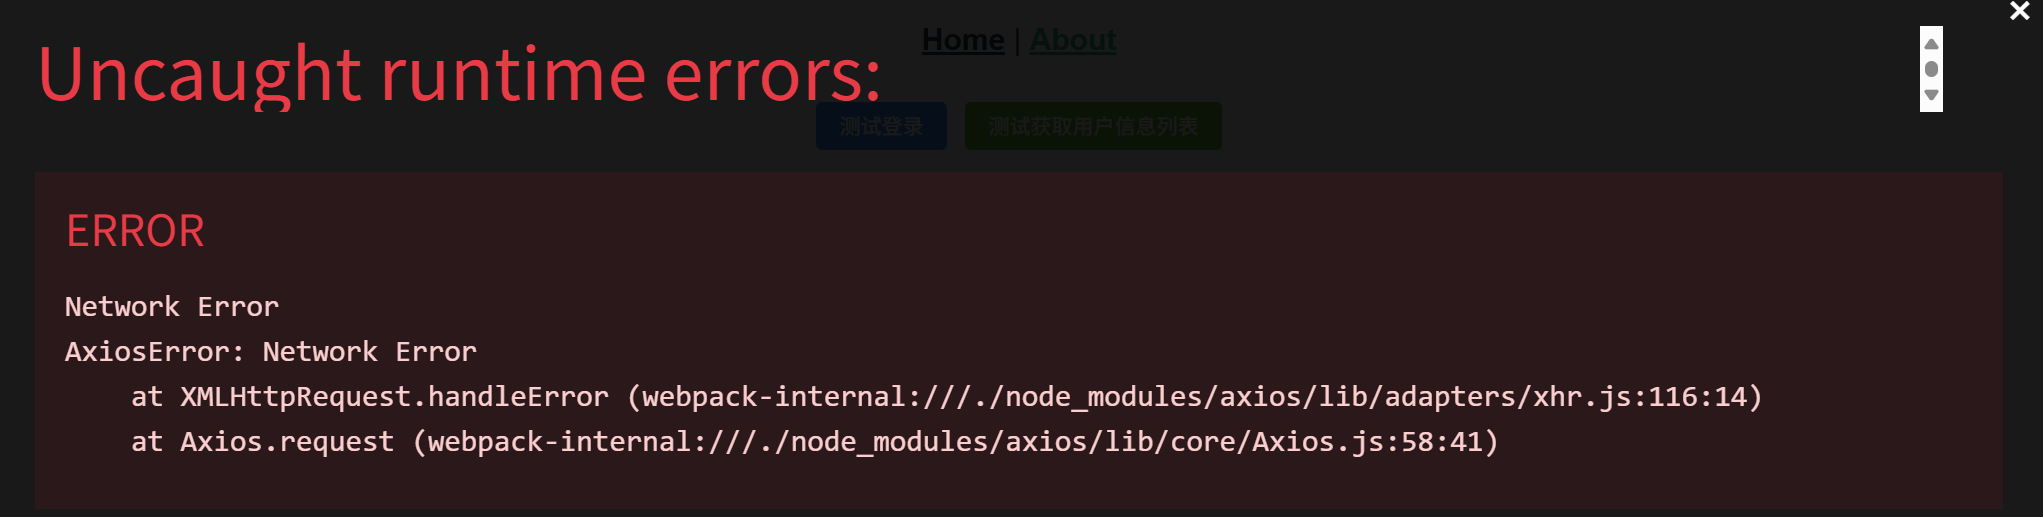 Home | About
Uncaught runtime errors:
测试登录 测试获取用户信息列表
ERROR
Network Error
AxiosError: Network Error
    at XMLHttpRequest.handleError (webpack-internal:///./node_modules/axios/lib/adapters/xhr.js:116:14)
    at Axios.request (webpack-internal:///./node_modules/axios/lib/core/Axios.js:58:41)